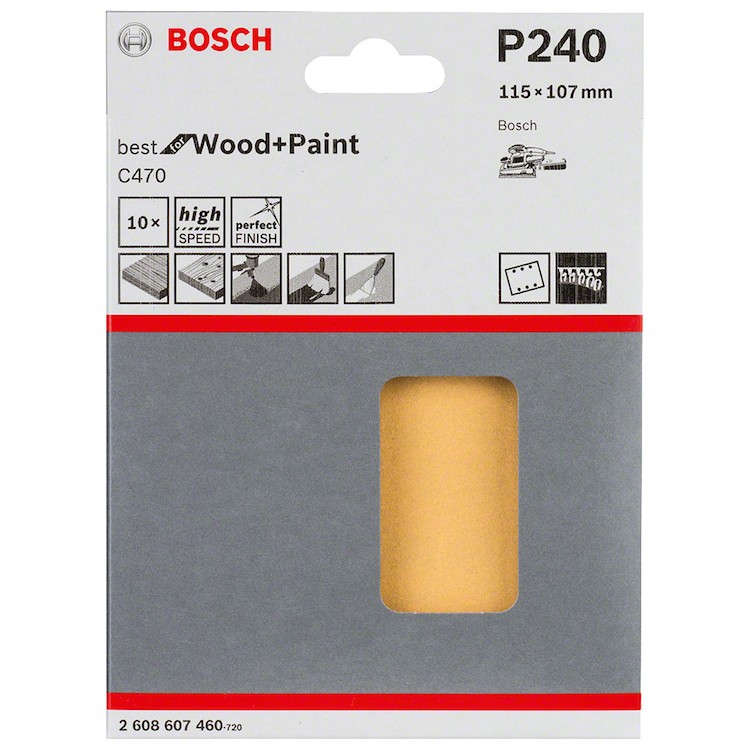 BOSCH
P240
115 × 107 mm
best for Wood+Paint
C470
Bosch
10×
high
SPEED
perfect
FINISH
2 608 607 460-720